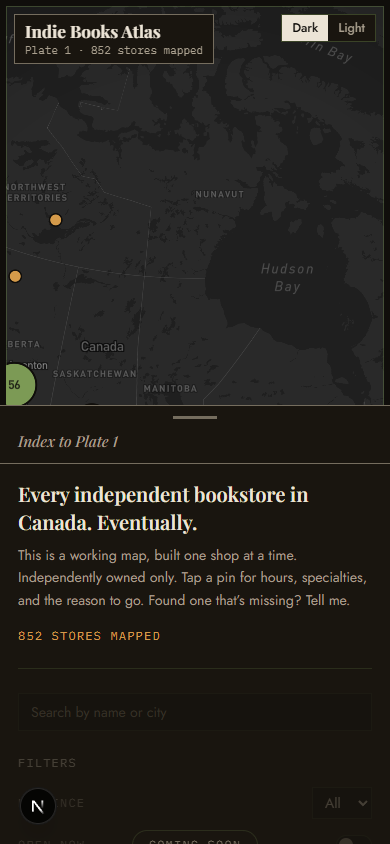 Indie Books Atlas
Plate 1 · 852 stores mapped
Dark
Light
Bay
NORTHWEST
TERRITORIES
NUNAVUT
Hudson
Bay
Canada
SASKATCHEWAN
MANITOBA
56
Index to Plate 1
Every independent bookstore in
Canada. Eventually.
This is a working map, built one shop at a time.
Independently owned only. Tap a pin for hours, specialties,
and the reason to go. Found one that’s missing? Tell me.
852 STORES MAPPED
Search by name or city
FILTERS
All
OPEN NOW
COMING SOON
N